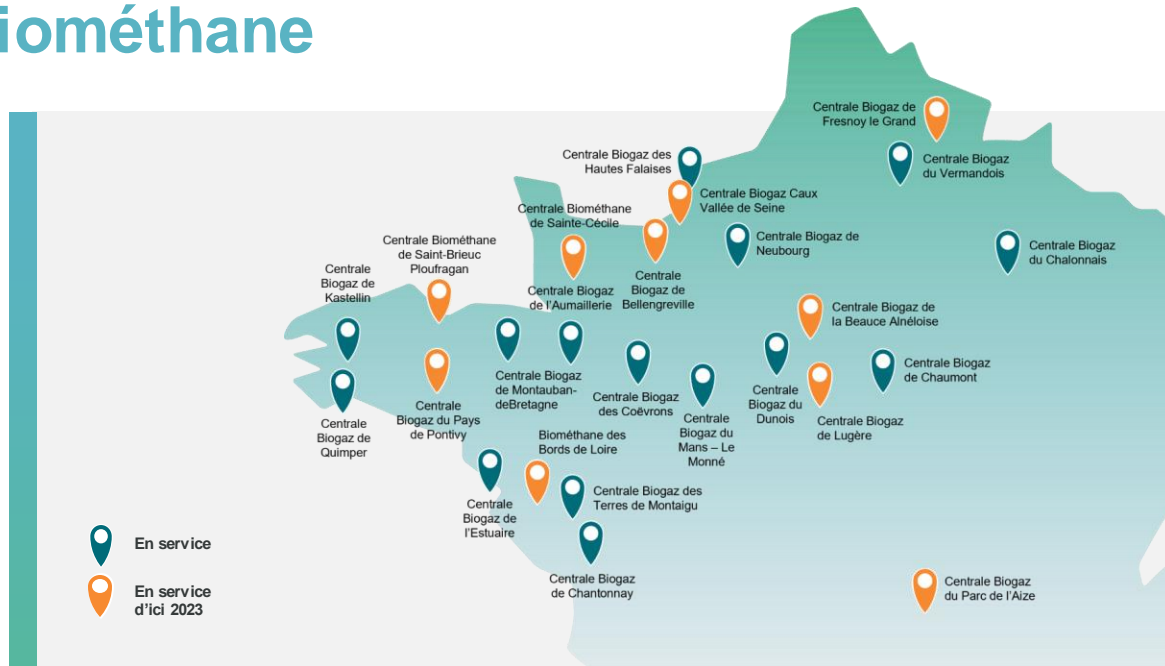 iométhane
Centrale Biogaz de
Fresnoy le Grand
Centrale Biogaz des
Hautes Falaises
Centrale Biogaz
du Vermandois
Centrale Biogaz Caux
Vallée de Seine
Centrale Biométhane
de Sainte-Cécile
Centrale Biogaz de
Neubourg
Centrale Biogaz
du Chalonnais
Centrale Biométhane
de Saint-Brieuc
Ploufragan
Centrale
Biogaz de
Kastellin
Centrale Biogaz
de l'Aumaillerie
Centrale
Biogaz de
Bellengreville
Centrale Biogaz de
la Beauce Alnéloise
Centrale Biogaz
de Montauban-
deBretagne
Centrale Biogaz
des Coëvrons
Centrale
Biogaz du
Mans – Le
Monné
Centrale
Biogaz du
Dunois
Centrale Biogaz
de Chaumont
Centrale Biogaz
de Lugère
Centrale
Biogaz de
Quimper
Centrale
Biogaz du Pays
de Pontivy
Biométhane des
Bords de Loire
Centrale
Biogaz de
l'Estuaire
Centrale Biogaz des
Terres de Montaigu
Centrale Biogaz
de Chantonnay
Centrale Biogaz
du Parc de l'Aize
En service
En service
d'ici 2023